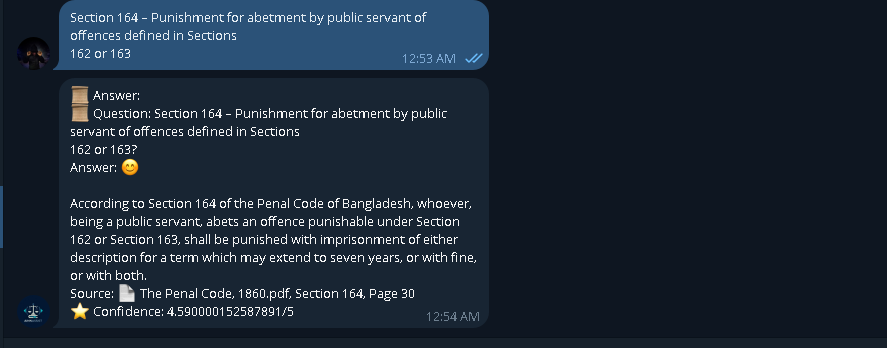 Section 164 – Punishment for abetment by public servant of
offences defined in Sections
162 or 163
12:53 AM
Answer:
Question: Section 164 – Punishment for abetment by public
servant of offences defined in Sections
162 or 163?
Answer: 😊
According to Section 164 of the Penal Code of Bangladesh, whoever,
being a public servant, abets an offence punishable under Section
162 or Section 163, shall be punished with imprisonment of either
description for a term which may extend to seven years, or with fine,
or with both.
Source: 📄 The Penal Code, 1860.pdf, Section 164, Page 30
⭐ Confidence: 4.590000152587891/5
12:54 AM